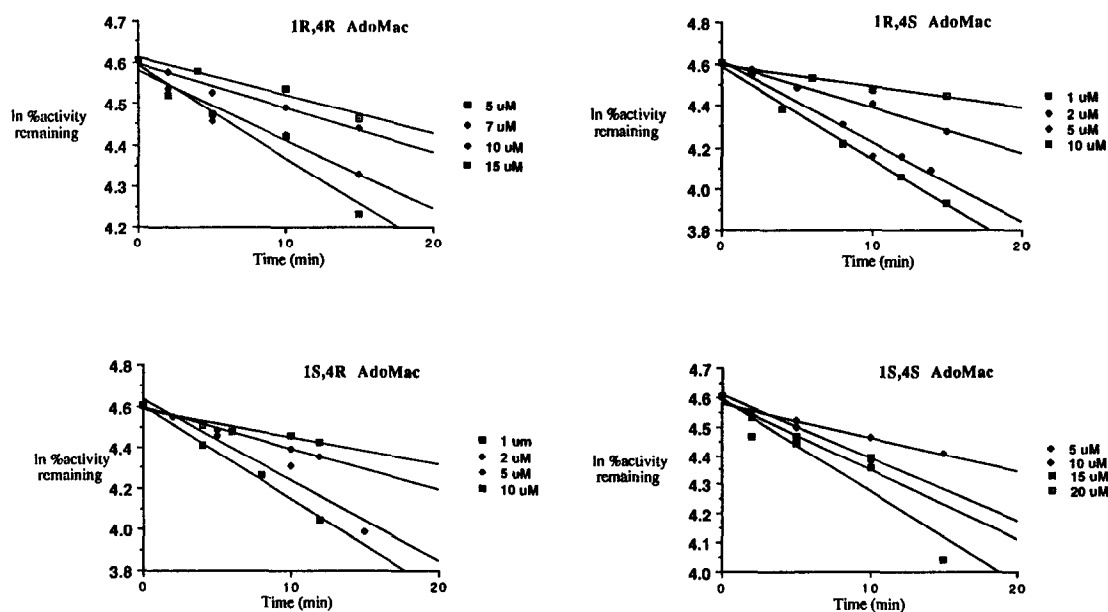 1R,4R AdoMac
4.7
4.6
4.5
4.4
4.3
4.2
ln %activity
remaining
0
10
20
Time (min)
5 uM
7 uM
10 uM
15 uM
1R,4S AdoMac
4.8
4.6
4.4
4.2
4.0
3.8
ln %activity
remaining
0
10
20
Time (min)
1 uM
2 uM
5 uM
10 uM
1S,4R AdoMac
4.8
4.6
4.4
4.2
4.0
3.8
ln %activity
remaining
0
10
20
Time (min)
1 um
2 uM
5 uM
10 uM
1S,4S AdoMac
4.7
4.6
4.5
4.4
4.3
4.2
4.1
4.0
ln %activity
remaining
0
10
20
Time (min)
5 uM
10 uM
15 uM
20 uM